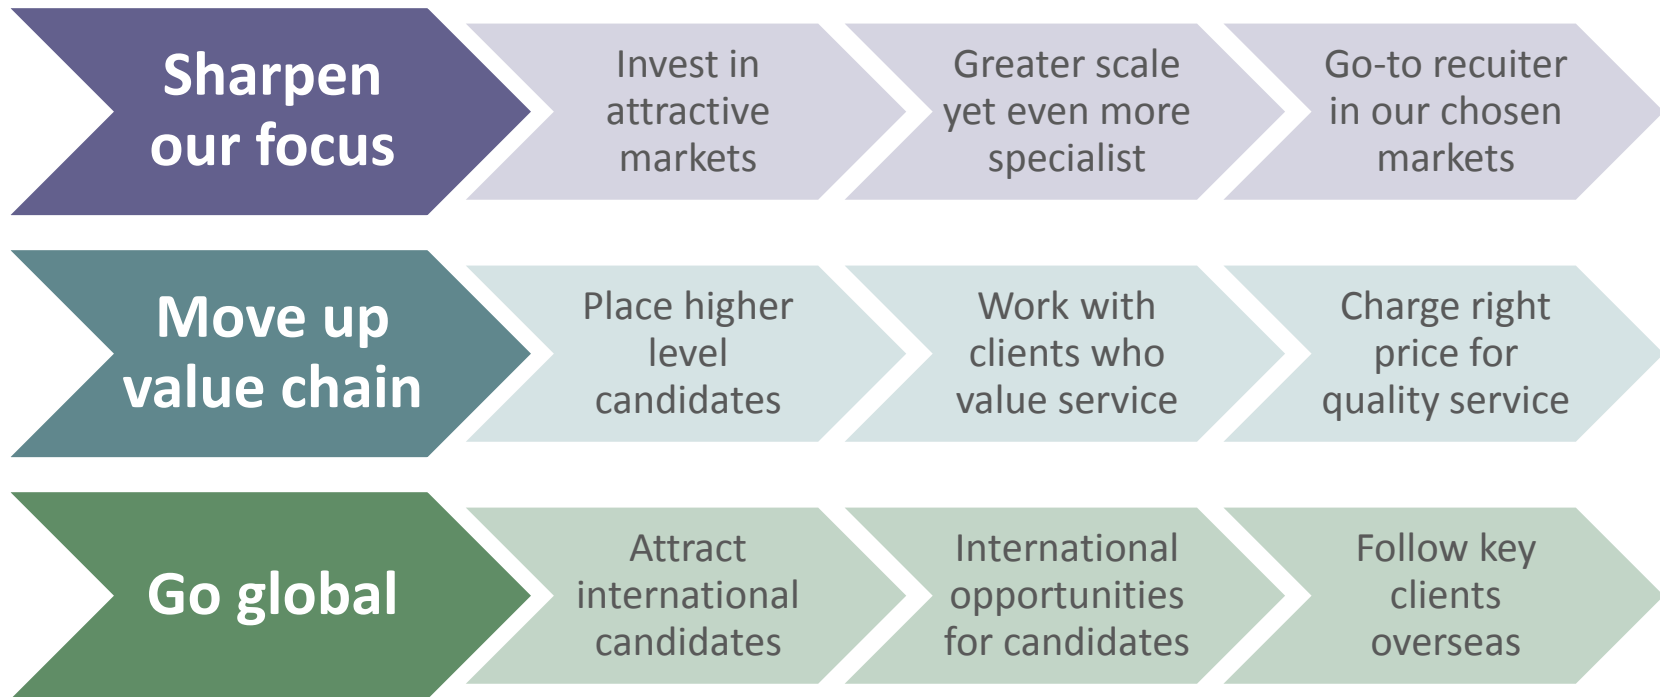 Sharpen
our focus
Invest in
attractive
markets
Greater scale
yet even more
specialist
Go-to recuiter
in our chosen
markets
Move up
value chain
Place higher
level
candidates
Work with
clients who
value service
Charge right
price for
quality service
Go global
Attract
international
candidates
International
opportunities
for candidates
Follow key
clients
overseas